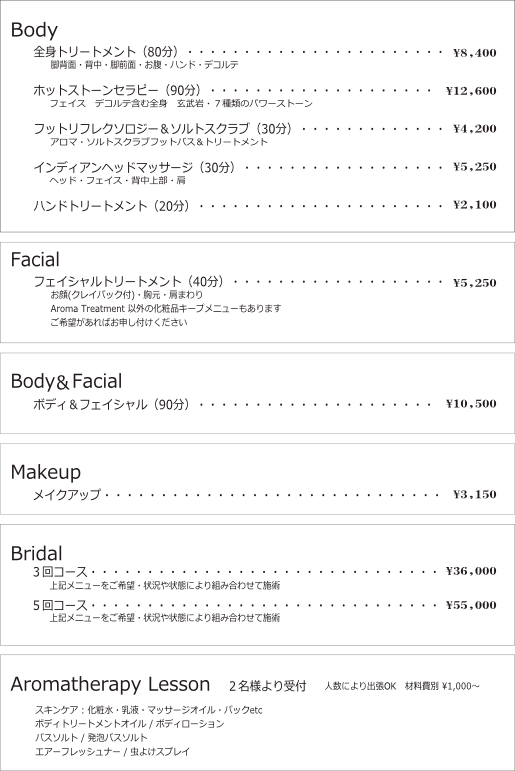 Body
全身トリートメント（80分）・・・・・・・・・・・・・・・・・・・・・・・ ¥8,400
脚背面・背中・脚前面・お腹・ハンド・デコルテ
ホットストーンセラピー（90分）・・・・・・・・・・・・・・・・・・・・ ¥12,600
フェイス　デコルテ含む全身　玄武岩・７種類のパワーストーン
フットリフレクソロジー＆ソルトスクラブ（30分）・・・・・・・・・・・・・ ¥4,200
アロマ・ソルトスクラブフットバス＆トリートメント
インディアンヘッドマッサージ（30分）・・・・・・・・・・・・・・・・・・ ¥5,250
ヘッド・フェイス・背中上部・肩
ハンドトリートメント（20分）・・・・・・・・・・・・・・・・・・・・・・ ¥2,100
Facial
フェイシャルトリートメント（40分）・・・・・・・・・・・・・・・・・・・ ¥5,250
お顔(クレイパック付)・胸元・肩まわり
Aroma Treatment 以外の化粧品キープメニューもあります
ご希望があればお申し付けください
Body＆Facial
ボディ＆フェイシャル（90分）・・・・・・・・・・・・・・・・・・・・・ ¥10,500
Makeup
メイクアップ・・・・・・・・・・・・・・・・・・・・・・・・・・・・・・ ¥3,150
Bridal
３回コース・・・・・・・・・・・・・・・・・・・・・・・・・・・・・・ ¥36,000
上記メニューをご希望・状況や状態により組み合わせて施術
５回コース・・・・・・・・・・・・・・・・・・・・・・・・・・・・・・ ¥55,000
上記メニューをご希望・状況や状態により組み合わせて施術
Aromatherapy Lesson　２名様より受付　人数により出張OK　材料費別 ¥1,000～
スキンケア：化粧水・乳液・マッサージオイル・パックetc
ボディトリートメントオイル / ボディローション
バスソルト / 発泡バスソルト
エアーフレッシュナー / 虫よけスプレイ